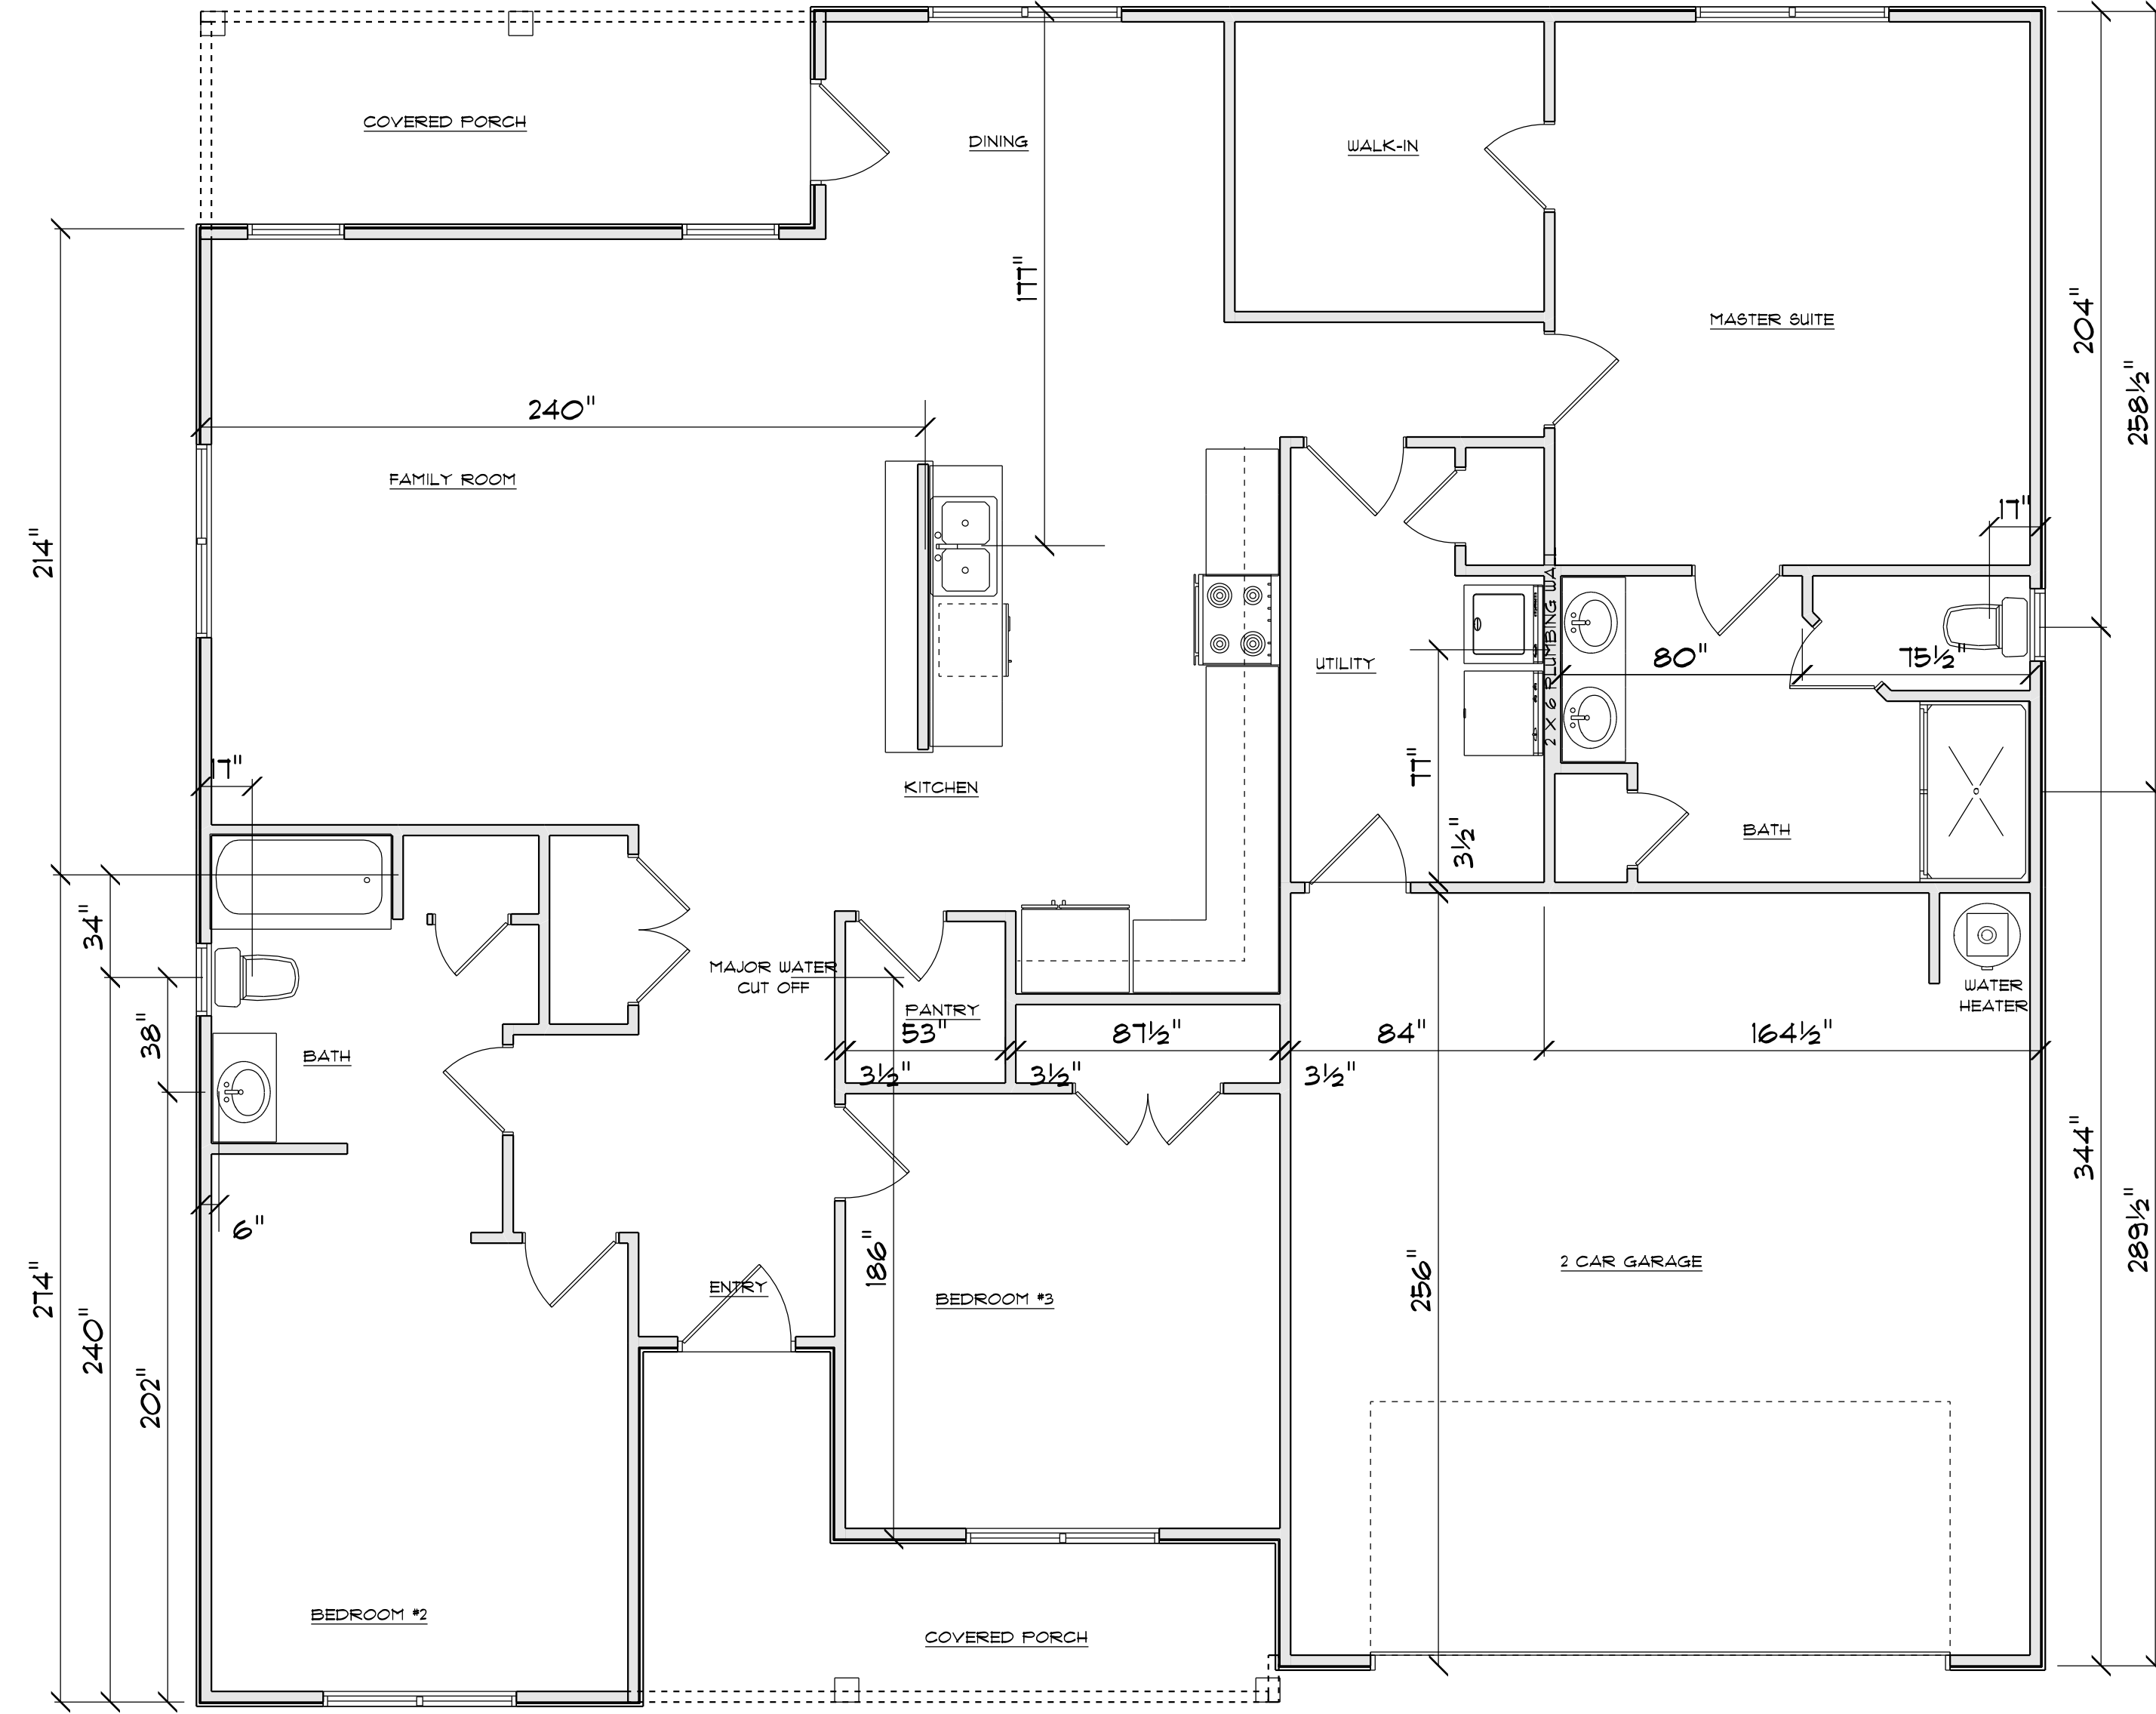 COVERED PORCH
DINING
WALK-IN
MASTER SUITE
177"
204"
258½"
240"
FAMILY ROOM
17"
214"
UTILITY
2 X 6 PLUMBING WA
80"
75½"
77"
17"
KITCHEN
3½"
BATH
34"
MAJOR WATER
CUT OFF
PANTRY
WATER
HEATER
38"
BATH
53"
87½"
84"
164½"
3½"
3½"
3½"
344"
6"
186"
256"
289½"
ENTRY
BEDROOM #3
2 CAR GARAGE
274"
240"
202"
BEDROOM #2
COVERED PORCH